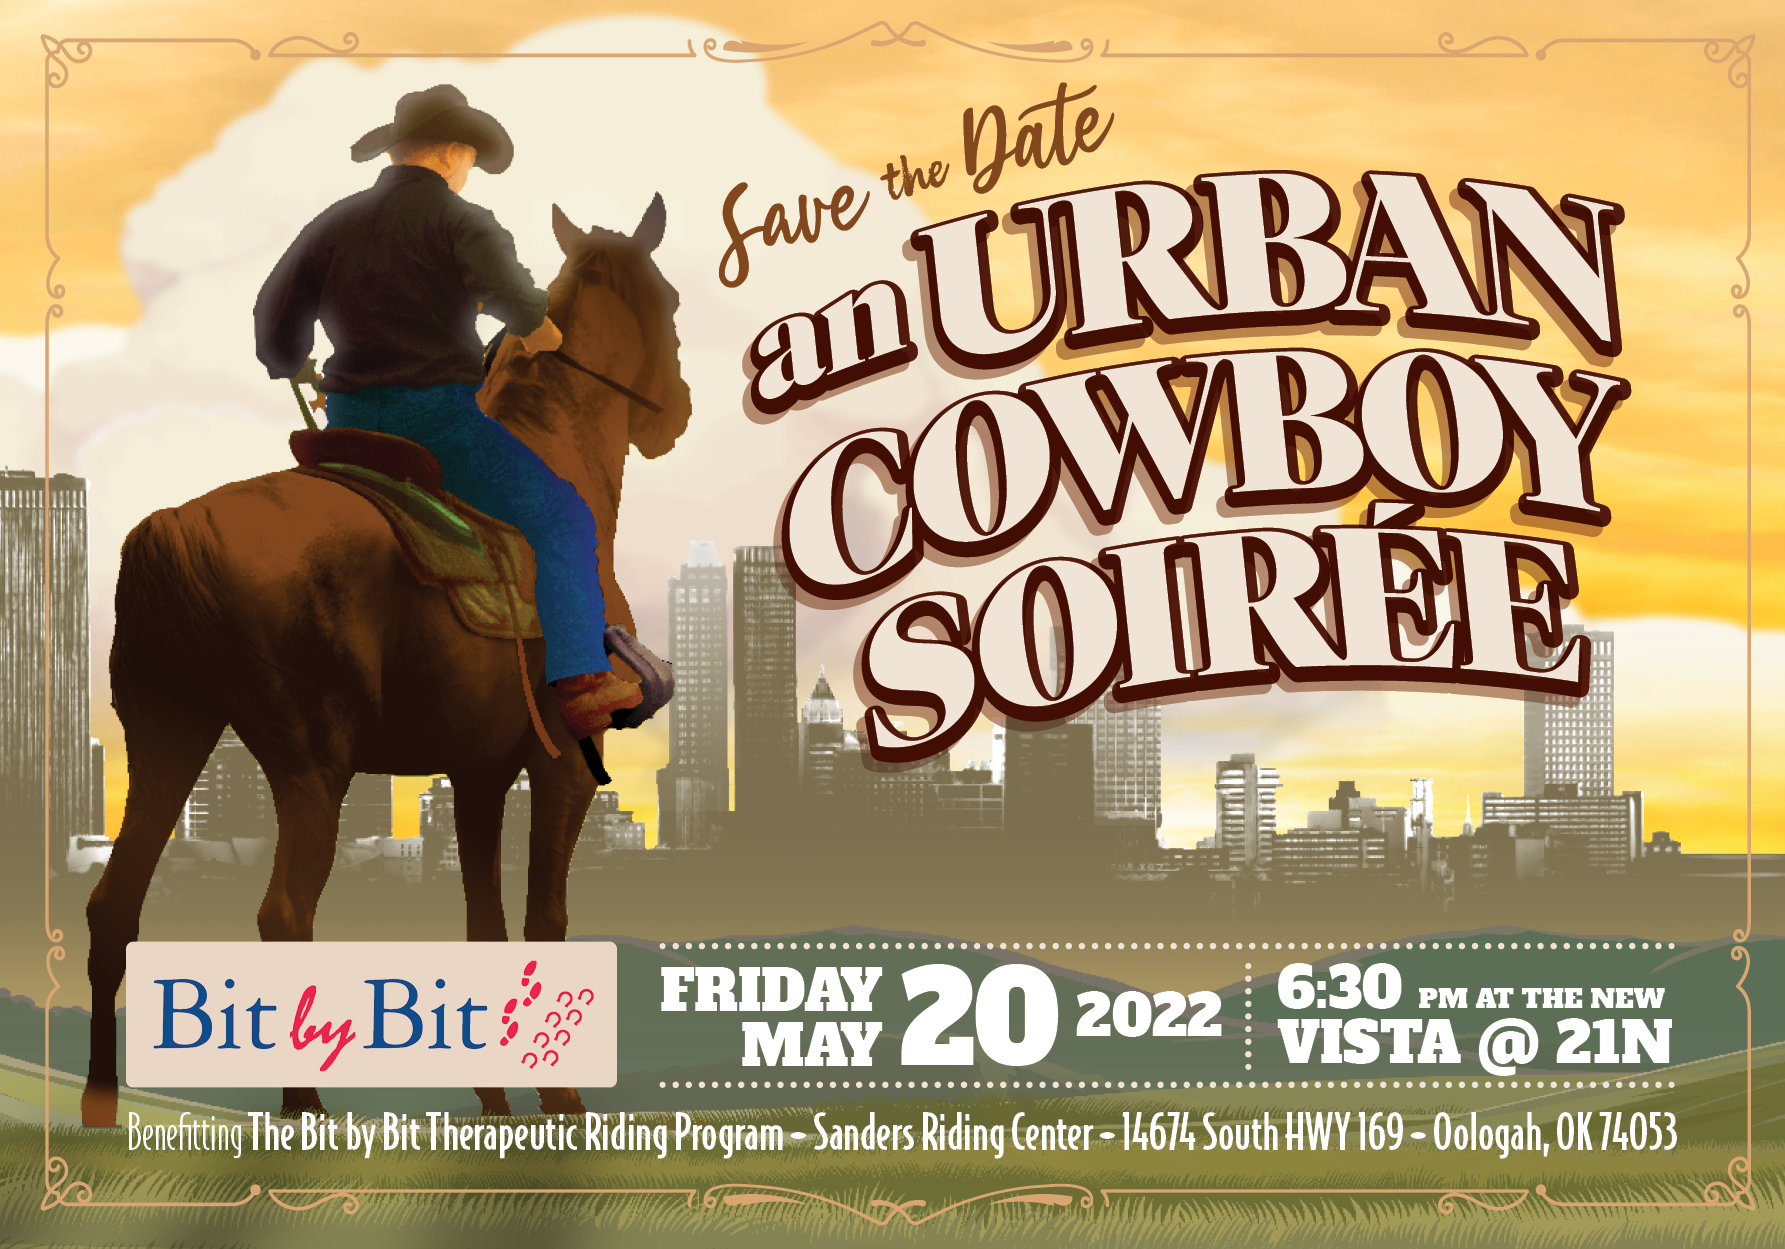 Save the Date
an URBAN
COWBOY
SOIRÉE
Bit by Bit
FRIDAY
MAY
20
2022
6:30 PM AT THE NEW
VISTA @ 21N
Benefitting The Bit by Bit Therapeutic Riding Program - Sanders Riding Center - 14674 South HWY 169 - Oologah, OK 74053